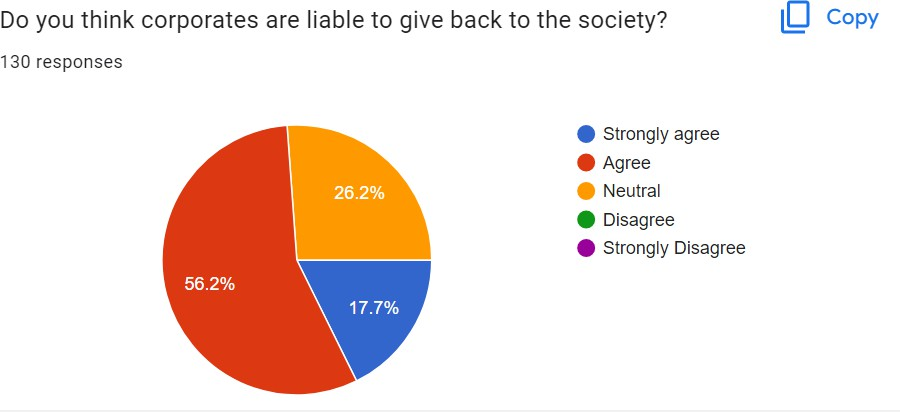 Do you think corporates are liable to give back to the society?
Copy
130 responses
Strongly agree
Agree
Neutral
Disagree
Strongly Disagree
26.2%
56.2%
17.7%